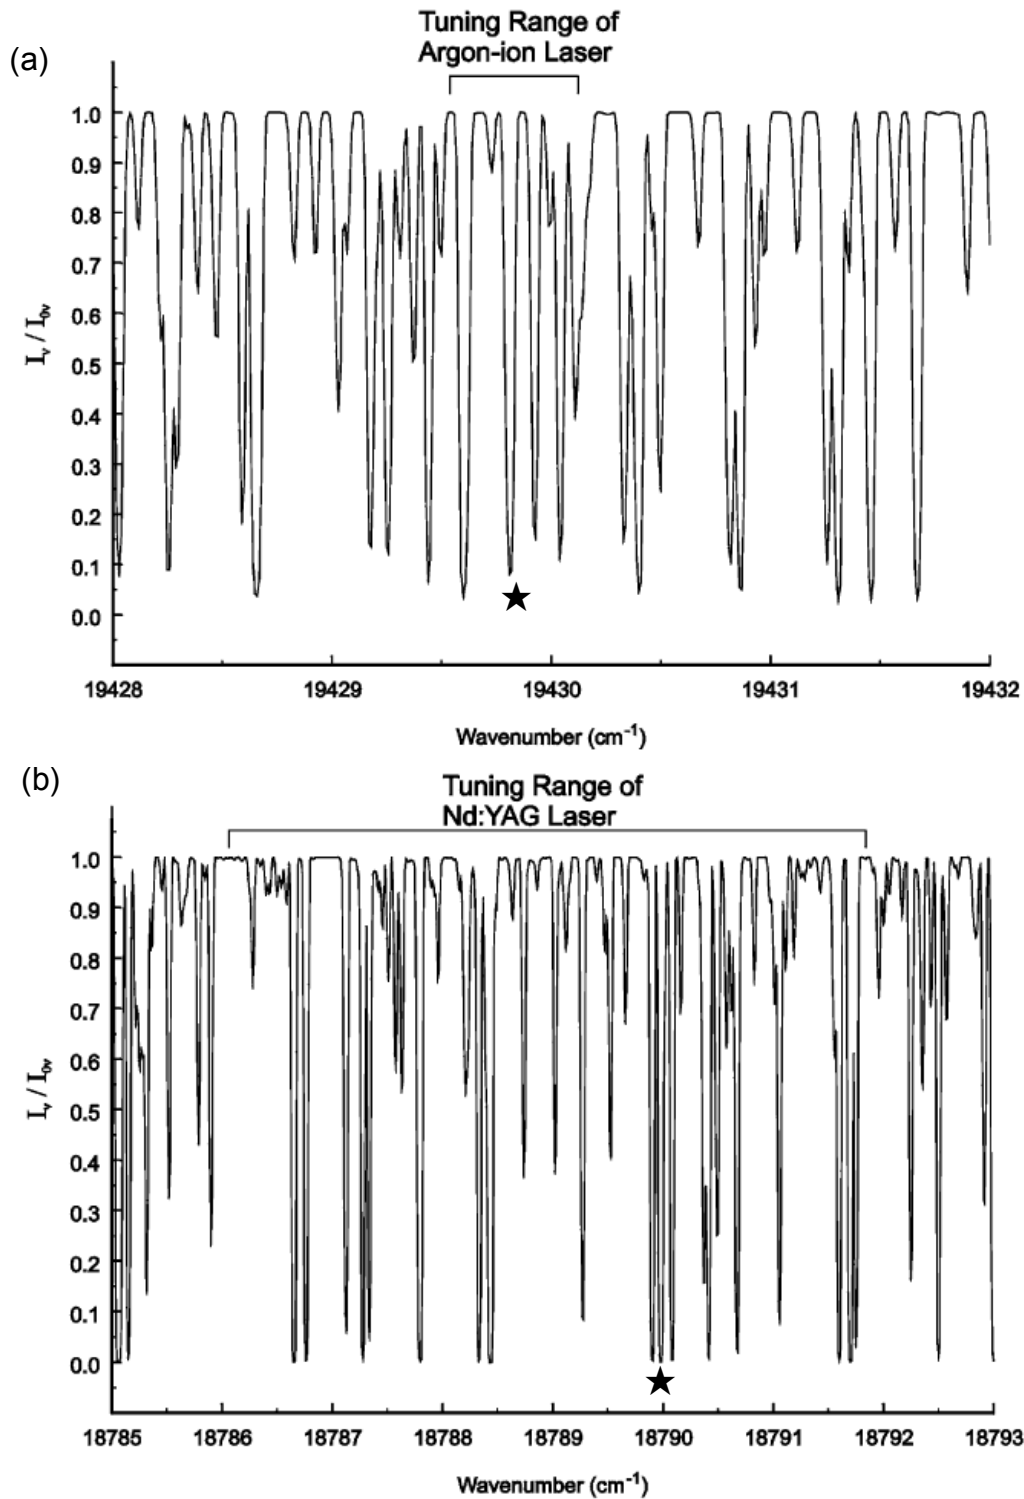 (a)
Tuning Range of
Argon-ion Laser
1.0
0.9
0.8
0.7
0.6
0.5
0.4
0.3
0.2
0.1
0.0
Iν / I0ν
19428 19429 19430 19431 19432
Wavenumber (cm⁻¹)
(b)
Tuning Range of
Nd:YAG Laser
1.0
0.9
0.8
0.7
0.6
0.5
0.4
0.3
0.2
0.1
0.0
Iν / I0ν
18785 18786 18787 18788 18789 18790 18791 18792 18793
Wavenumber (cm⁻¹)